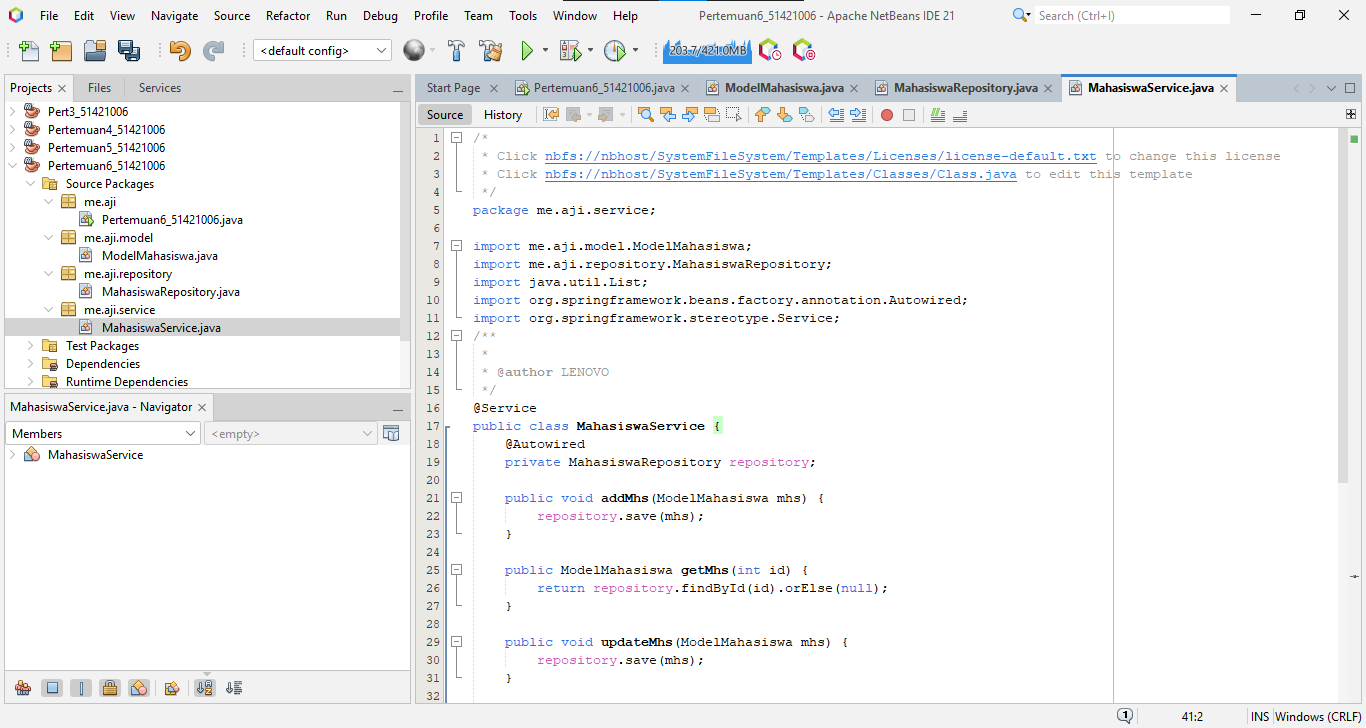 File Edit View Navigate Source Refactor Run Debug Profile Team Tools Window Help Pertemuan6_51421006 - Apache NetBeans IDE 21 Search (Ctrl+I)
<default config> 203.7/421.0MB
Projects Files Services
Pert3_51421006
Pertemuan4_51421006
Pertemuan5_51421006
Pertemuan6_51421006
Source Packages
me.aji
Pertemuan6_51421006.java
me.aji.model
ModelMahasiswa.java
me.aji.repository
MahasiswaRepository.java
me.aji.service
MahasiswaService.java
Test Packages
Dependencies
Runtime Dependencies
MahasiswaService.java - Navigator
Members <empty>
MahasiswaService
Start Page Pertemuan6_51421006.java ModelMahasiswa.java MahasiswaRepository.java MahasiswaService.java
Source History
1 /*
2 * Click nbfs://nbhost/SystemFileSystem/Templates/Licenses/license-default.txt to change this license
3 * Click nbfs://nbhost/SystemFileSystem/Templates/Classes/Class.java to edit this template
4 */
5 package me.aji.service;
6
7 import me.aji.model.ModelMahasiswa;
8 import me.aji.repository.MahasiswaRepository;
9 import java.util.List;
10 import org.springframework.beans.factory.annotation.Autowired;
11 import org.springframework.stereotype.Service;
12 /**
13 *
14 * @author LENOVO
15 */
16 @Service
17 public class MahasiswaService {
18 @Autowired
19 private MahasiswaRepository repository;
20
21 public void addMhs(ModelMahasiswa mhs) {
22 repository.save(mhs);
23 }
24
25 public ModelMahasiswa getMhs(int id) {
26 return repository.findById(id).orElse(null);
27 }
28
29 public void updateMhs(ModelMahasiswa mhs) {
30 repository.save(mhs);
31 }
32
1 41:2 INS Windows (CRLF)